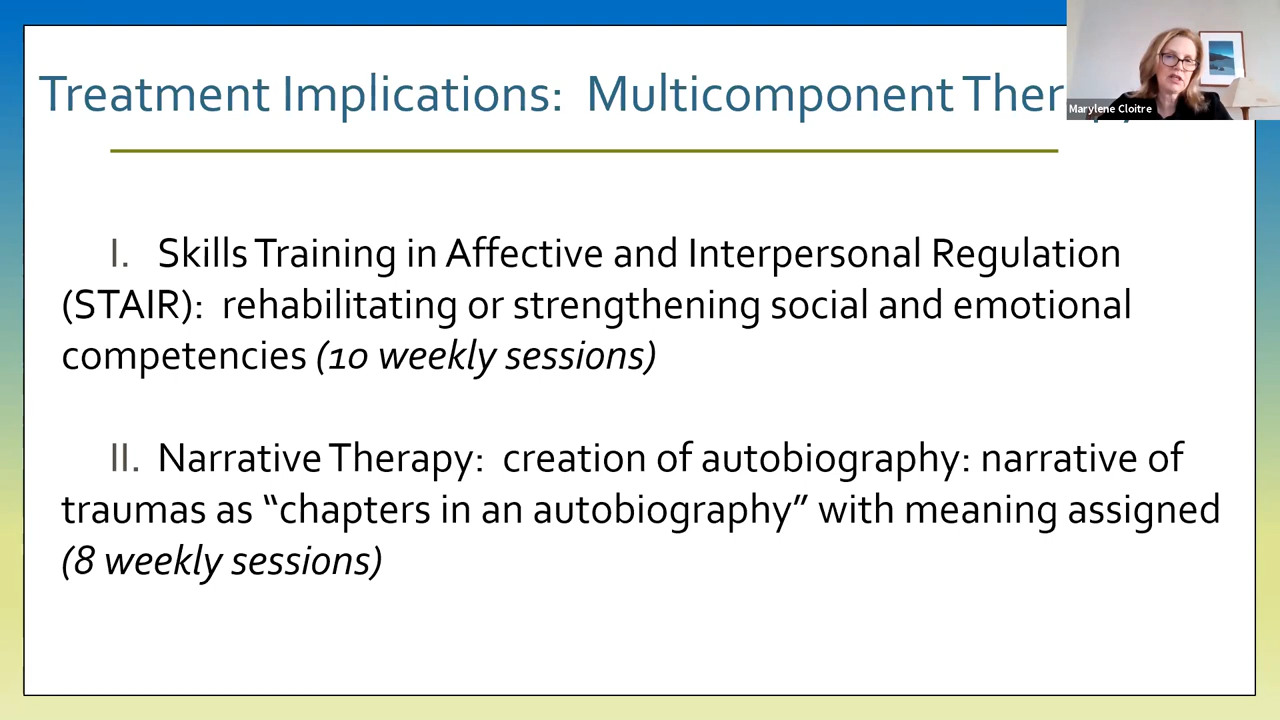 Treatment Implications: Multicomponent Ther
Marylene Cloitre
I. Skills Training in Affective and Interpersonal Regulation
(STAIR): rehabilitating or strengthening social and emotional
competencies (10 weekly sessions)
II. Narrative Therapy: creation of autobiography: narrative of
traumas as “chapters in an autobiography” with meaning assigned
(8 weekly sessions)